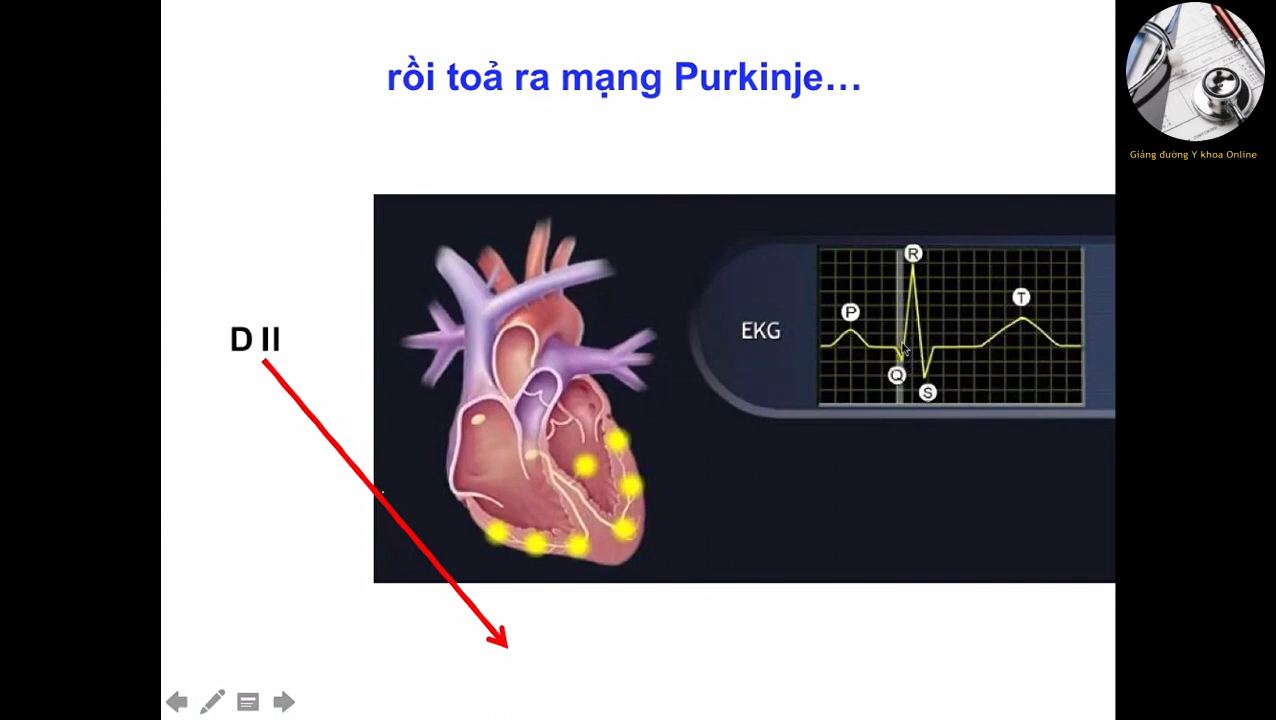 rồi toả ra mạng Purkinje...
Giảng đường Y khoa Online
D II
EKG
P
Q
R
S
T